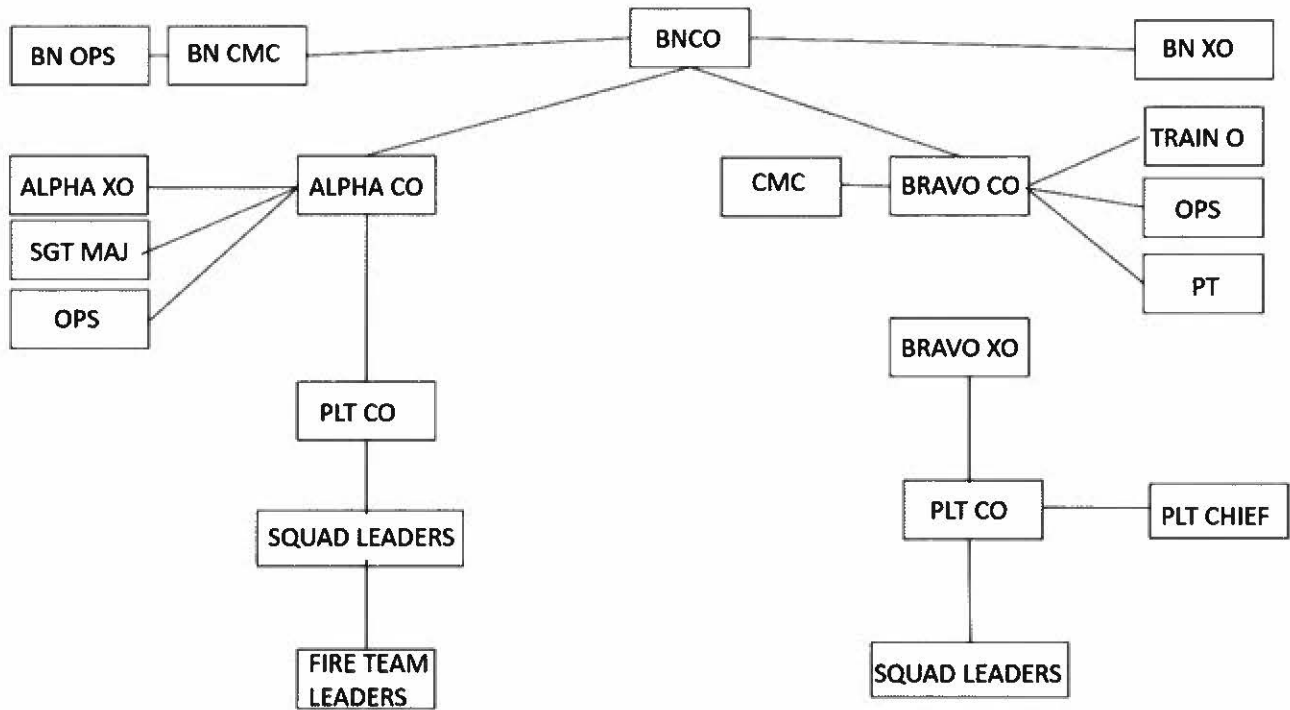 BNCO
BN OPS
BN CMC
BN XO
TRAIN O
ALPHA XO
ALPHA CO
CMC
BRAVO CO
OPS
SGT MAJ
PT
OPS
BRAVO XO
PLT CO
PLT CO
PLT CHIEF
SQUAD LEADERS
FIRE TEAM
LEADERS
SQUAD LEADERS